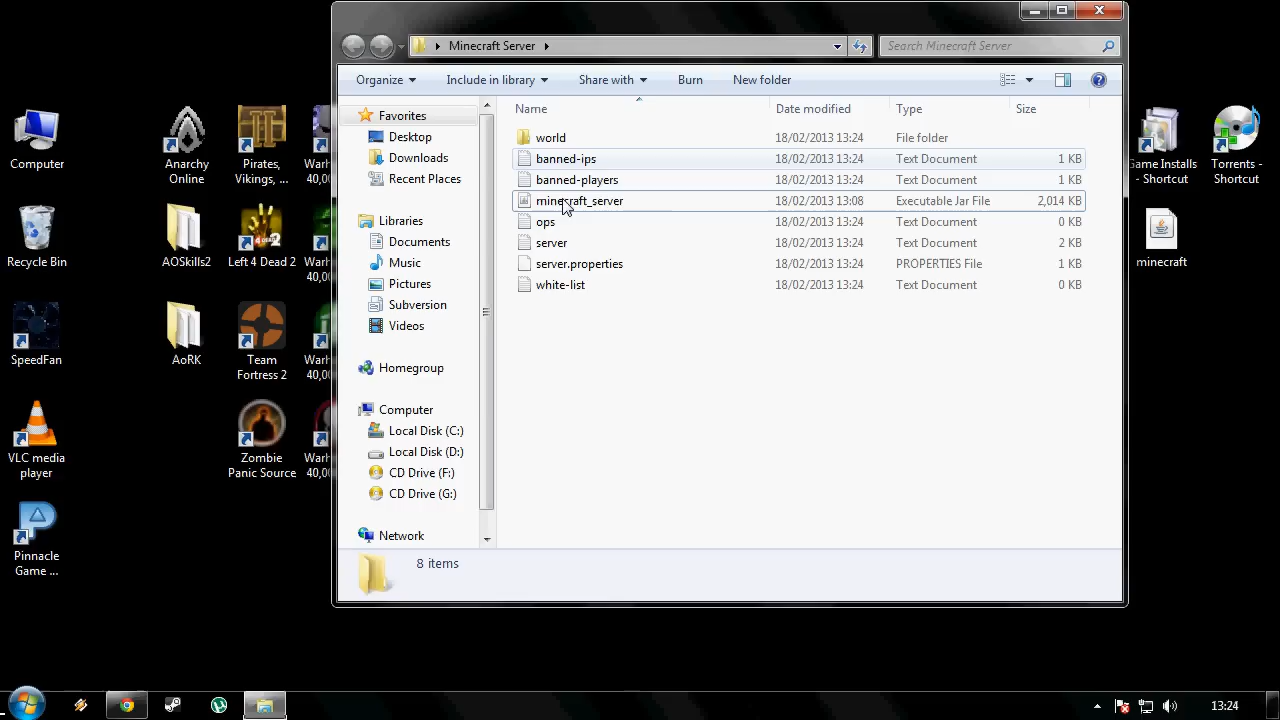 Minecraft Server
Search Minecraft Server
Organize
Include in library
Share with
Burn
New folder
Name
Date modified
Type
Size
world 18/02/2013 13:24 File folder
banned-ips 18/02/2013 13:24 Text Document 1 KB
banned-players 18/02/2013 13:24 Text Document 1 KB
minecraft_server 18/02/2013 13:08 Executable Jar File 2,014 KB
ops 18/02/2013 13:24 Text Document 0 KB
server 18/02/2013 13:24 Text Document 2 KB
server.properties 18/02/2013 13:24 PROPERTIES File 1 KB
white-list 18/02/2013 13:24 Text Document 0 KB
Favorites
Desktop
Downloads
Recent Places
Libraries
Documents
Music
Pictures
Subversion
Videos
Homegroup
Computer
Local Disk (C:)
Local Disk (D:)
CD Drive (F:)
CD Drive (G:)
Network
8 items
Computer
Recycle Bin
SpeedFan
VLC media
player
Pinnacle
Game ...
Anarchy
Online
AOSkills2
AoRK
Pirates,
Vikings, ...
Left 4 Dead 2
Team
Fortress 2
Zombie
Panic Source
Warh
40,0
Warh
40,00
Warh
40,0
Game Installs
- Shortcut
Torrents -
Shortcut
minecraft
13:24